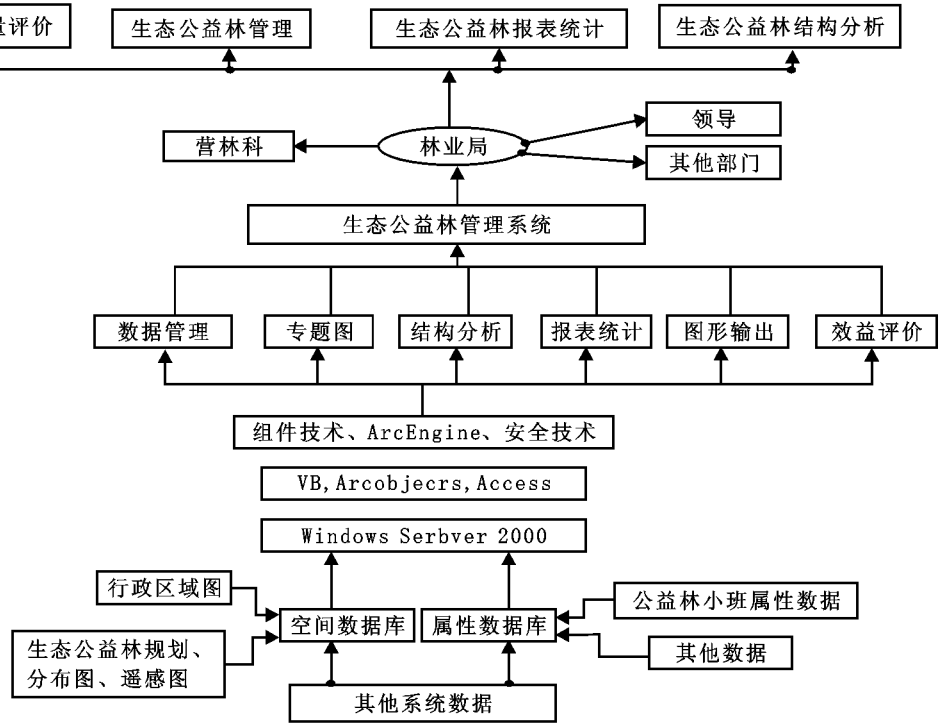 量评价
生态公益林管理
生态公益林报表统计
生态公益林结构分析
营林科
林业局
领导
其他部门
生态公益林管理系统
数据管理
专题图
结构分析
报表统计
图形输出
效益评价
组件技术、ArcEngine、安全技术
VB,Arcobjecrs,Access
Windows Serbver 2000
行政区域图
空间数据库
属性数据库
公益林小班属性数据
生态公益林规划、
分布图、遥感图
其他数据
其他系统数据